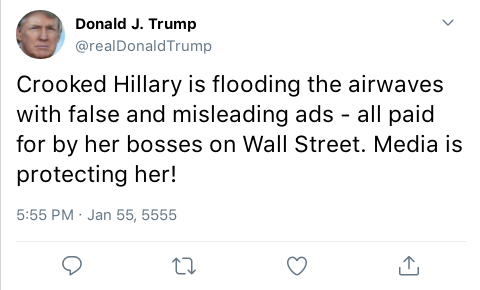 Donald J. Trump
@realDonaldTrump
Crooked Hillary is flooding the airwaves
with false and misleading ads - all paid
for by her bosses on Wall Street. Media is
protecting her!
5:55 PM · Jan 55, 5555